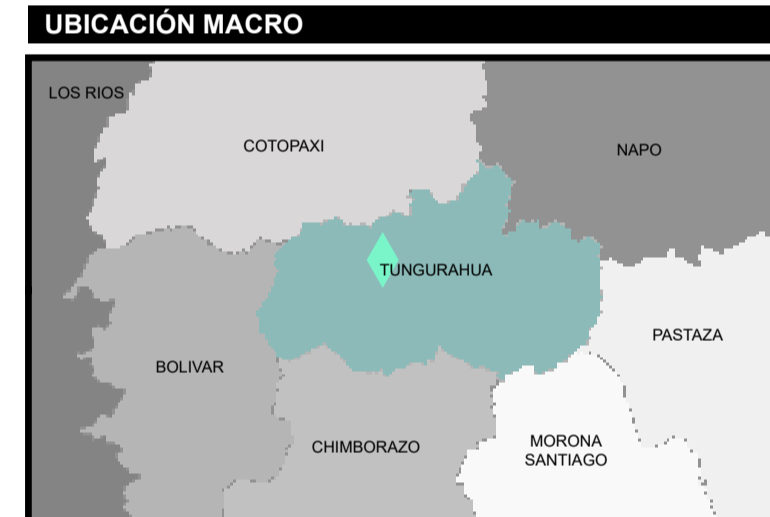 UBICACIÓN MACRO
LOS RIOS
COTOPAXI
NAPO
TUNGURAHUA
PASTAZA
BOLIVAR
CHIMBORAZO
MORONA
SANTIAGO